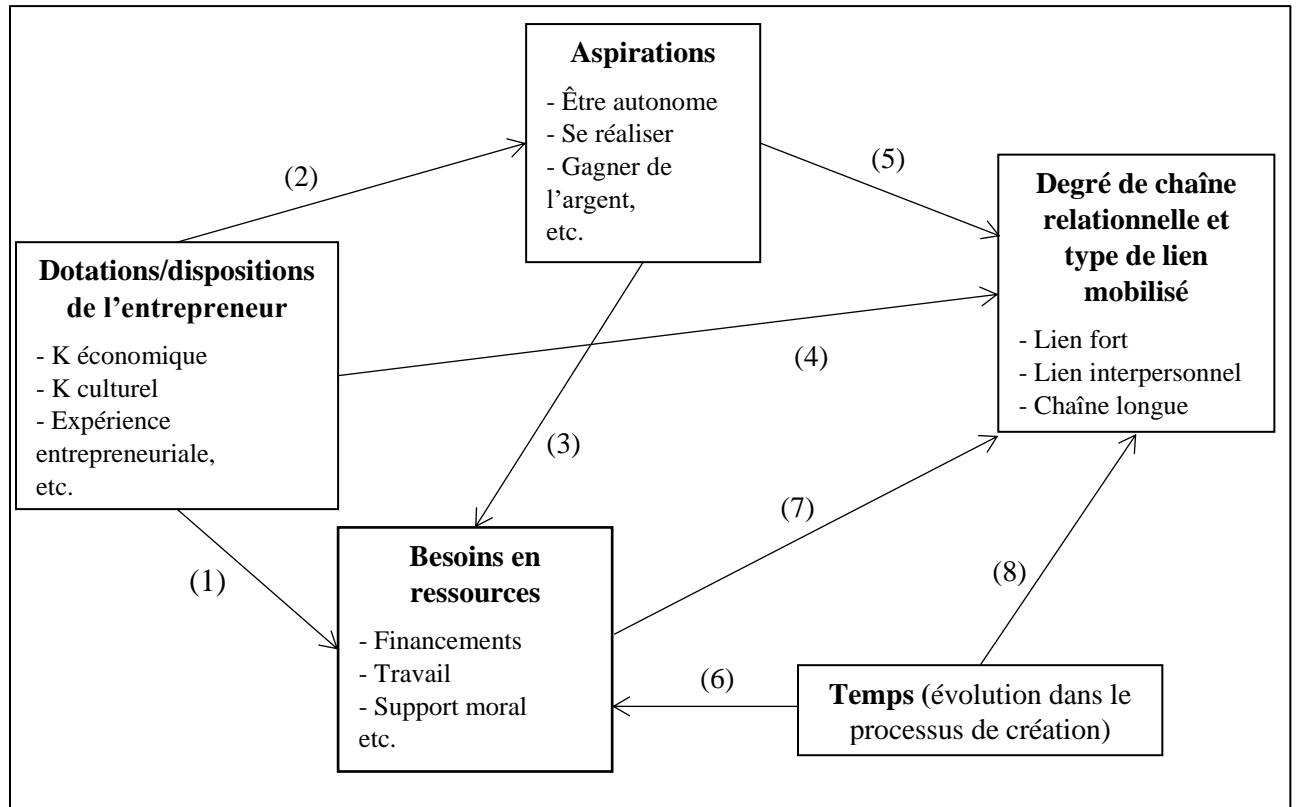 Aspirations
- Être autonome
- Se réaliser
- Gagner de
l'argent,
etc.
(2)
(5)
Degré de chaîne
relationnelle et
type de lien
mobilisé
- Lien fort
- Lien interpersonnel
- Chaîne longue
Dotations/dispositions
de l'entrepreneur
- K économique
- K culturel
- Expérience
entrepreneuriale,
etc.
(4)
(3)
(1)
(7)
(8)
Besoins en
ressources
- Financements
- Travail
- Support moral
etc.
(6)
Temps (évolution dans le
processus de création)